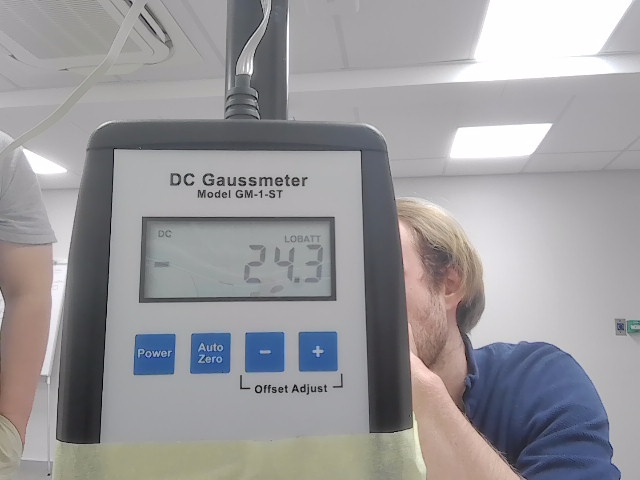 DC Gaussmeter
Model GM-1-ST
DC
LOBATT
- 24.3
Power
Auto
Zero
-
+
Offset Adjust